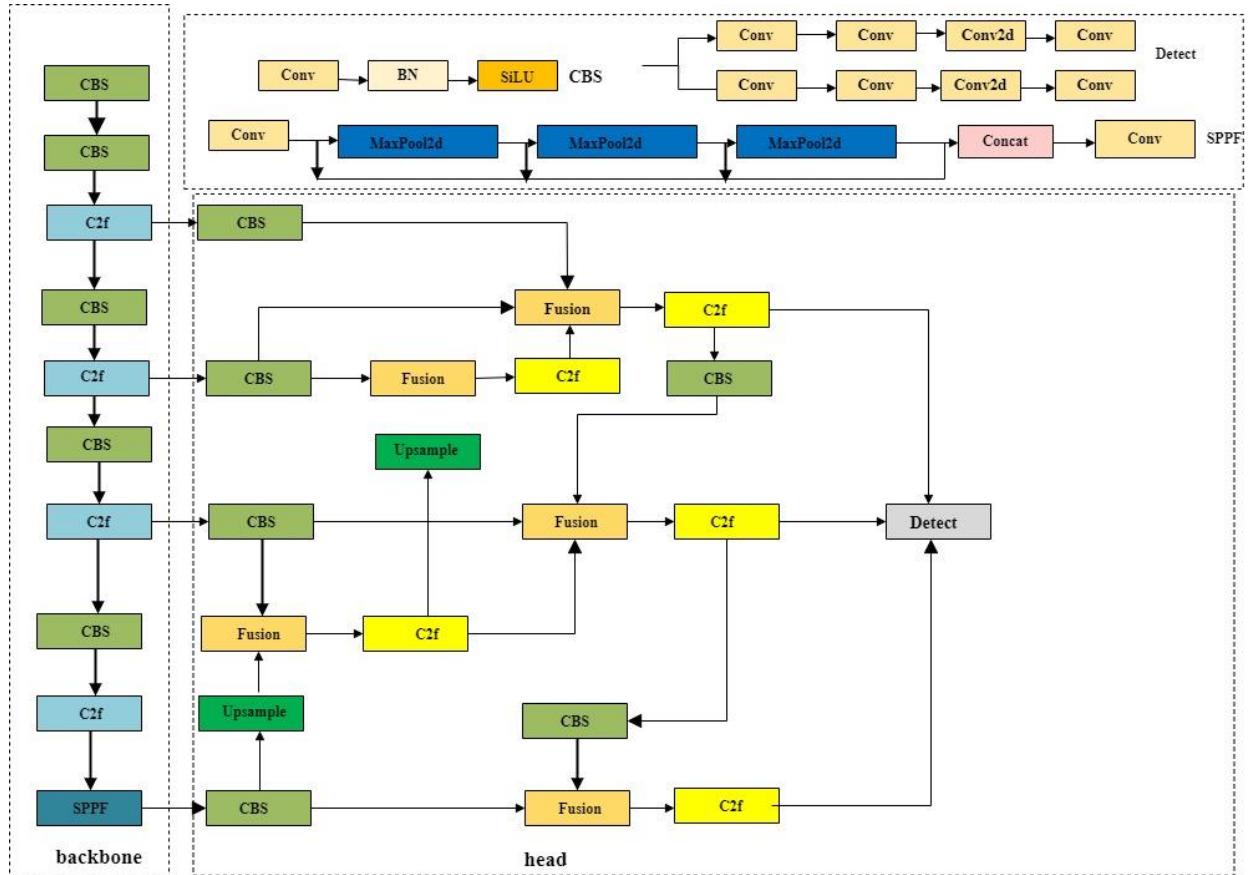 Conv Conv Conv2d Conv
Detect
Conv BN SiLU CBS
Conv Conv Conv2d Conv
Conv MaxPool2d MaxPool2d MaxPool2d Concat Conv SPPF
CBS
CBS
C2f
CBS
C2f
CBS
C2f
CBS
C2f
SPPF
backbone
CBS
Fusion C2f
CBS Fusion C2f CBS
Upsample
CBS Fusion C2f Detect
Fusion C2f
Upsample CBS
CBS Fusion C2f
head